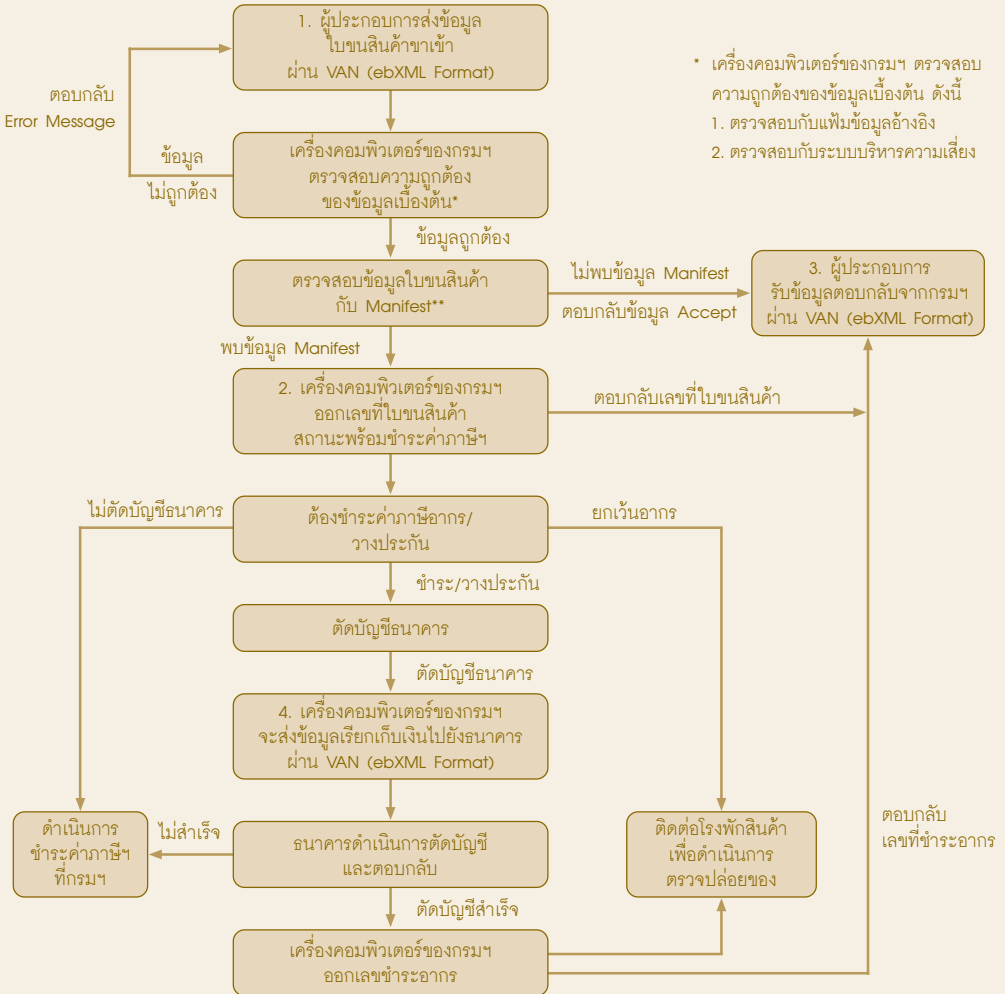 1. ผู้ประกอบการส่งข้อมูล
ใบขนสินค้าขาเข้า
ผ่าน VAN (ebXML Format)
ตอบกลับ
Error Message
* เครื่องคอมพิวเตอร์ของกรมฯ ตรวจสอบ
ความถูกต้องของข้อมูลเบื้องต้น ดังนี้
1. ตรวจสอบกับแฟ้มข้อมูลอ้างอิง
2. ตรวจสอบกับระบบบริหารความเสี่ยง
ข้อมูล
ไม่ถูกต้อง
เครื่องคอมพิวเตอร์ของกรมฯ
ตรวจสอบความถูกต้อง
ของข้อมูลเบื้องต้น*
ข้อมูลถูกต้อง
ตรวจสอบข้อมูลใบขนสินค้า
กับ Manifest**
ไม่พบข้อมูล Manifest
ตอบกลับข้อมูล Accept
3. ผู้ประกอบการ
รับข้อมูลตอบกลับจากกรมฯ
ผ่าน VAN (ebXML Format)
พบข้อมูล Manifest
2. เครื่องคอมพิวเตอร์ของกรมฯ
ออกเลขที่ใบขนสินค้า
สถานะพร้อมชำระค่าภาษีฯ
ตอบกลับเลขที่ใบขนสินค้า
ไม่ตัดบัญชีธนาคาร
ต้องชำระค่าภาษีอากร/
วางประกัน
ยกเว้นอากร
ชำระ/วางประกัน
ตัดบัญชีธนาคาร
ตัดบัญชีธนาคาร
4. เครื่องคอมพิวเตอร์ของกรมฯ
จะส่งข้อมูลเรียกเก็บเงินไปยังธนาคาร
ผ่าน VAN (ebXML Format)
ดำเนินการ
ชำระค่าภาษีฯ
ที่กรมฯ
ไม่สำเร็จ
ธนาคารดำเนินการตัดบัญชี
และตอบกลับ
ติดต่อโรงพักสินค้า
เพื่อดำเนินการ
ตรวจปล่อยของ
ตอบกลับ
เลขที่ชำระอากร
ตัดบัญชีสำเร็จ
เครื่องคอมพิวเตอร์ของกรมฯ
ออกเลขชำระอากร